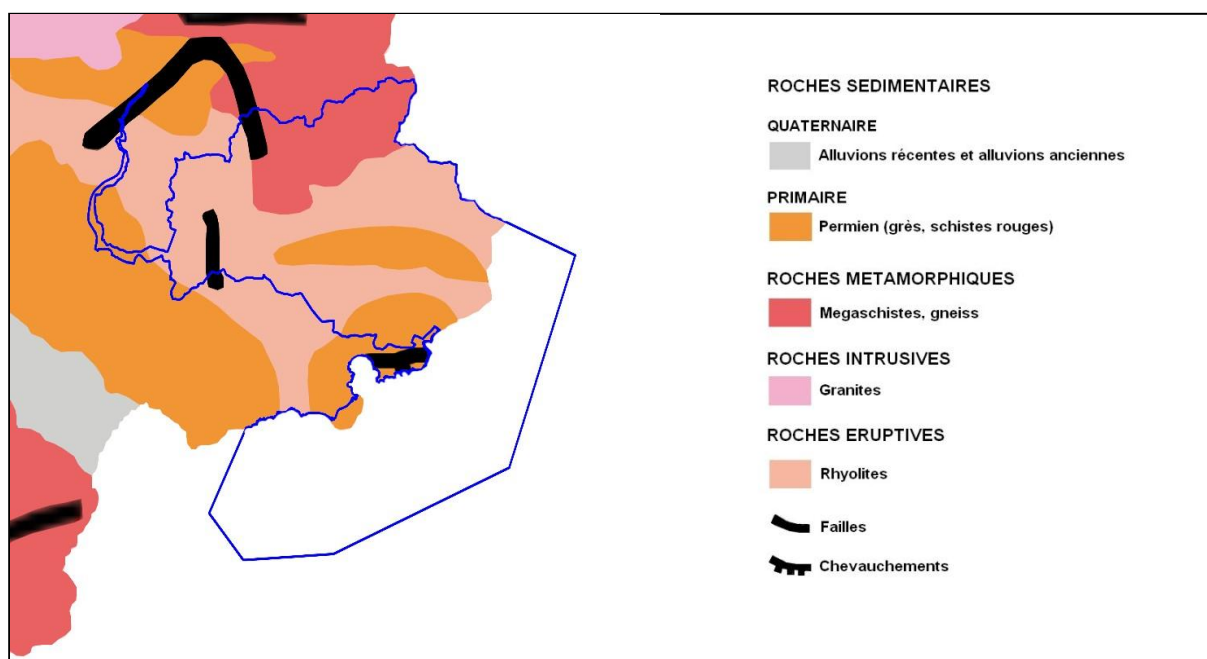 ROCHES SEDIMENTAIRES
QUATERNAIRE
Alluvions récentes et alluvions anciennes
PRIMAIRE
Permien (grès, schistes rouges)
ROCHES METAMORPHIQUES
Megaschistes, gneiss
ROCHES INTRUSIVES
Granites
ROCHES ERUPTIVES
Rhyolites
Failles
Chevauchements